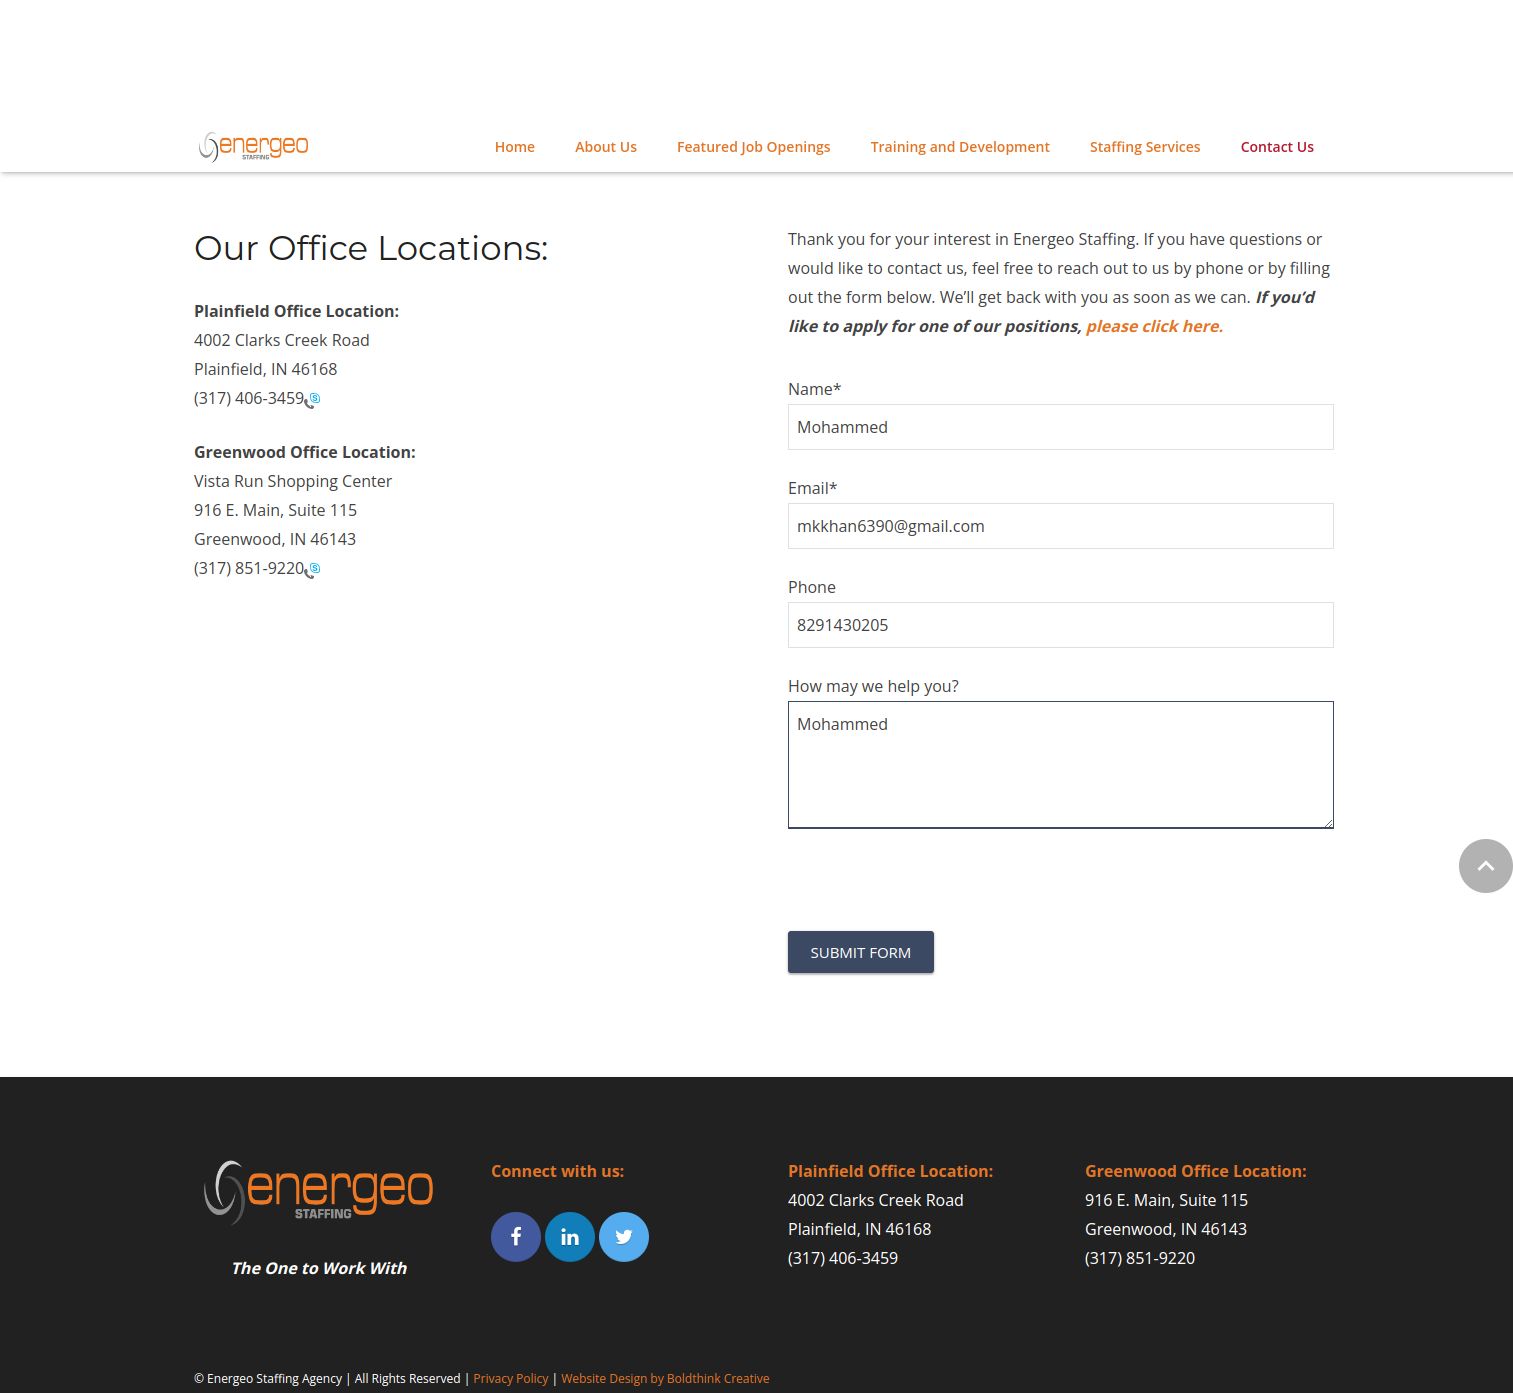 energeo
STAFFING
Home
About Us
Featured Job Openings
Training and Development
Staffing Services
Contact Us
Our Office Locations:
Plainfield Office Location:
4002 Clarks Creek Road
Plainfield, IN 46168
(317) 406-3459
Greenwood Office Location:
Vista Run Shopping Center
916 E. Main, Suite 115
Greenwood, IN 46143
(317) 851-9220
Thank you for your interest in Energeo Staffing. If you have questions or
would like to contact us, feel free to reach out to us by phone or by filling
out the form below. We’ll get back with you as soon as we can. If you’d
like to apply for one of our positions, please click here.
Name*
Mohammed
Email*
mkkhan6390@gmail.com
Phone
8291430205
How may we help you?
Mohammed
SUBMIT FORM
energeo
STAFFING
The One to Work With
Connect with us:
Plainfield Office Location:
4002 Clarks Creek Road
Plainfield, IN 46168
(317) 406-3459
Greenwood Office Location:
916 E. Main, Suite 115
Greenwood, IN 46143
(317) 851-9220
© Energeo Staffing Agency | All Rights Reserved | Privacy Policy | Website Design by Boldthink Creative